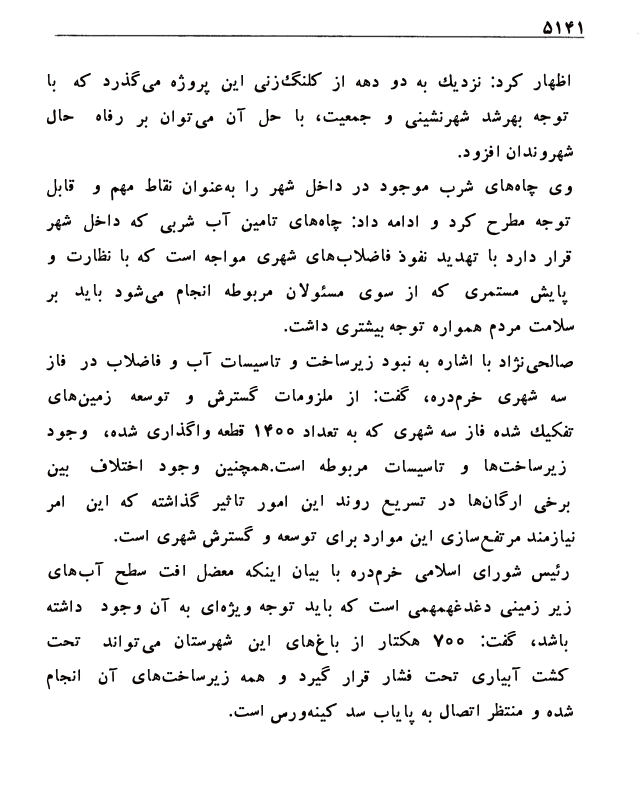 ۵۱۴۱
اظهار کرد: نزدیك به دو دهه از کلنگ‌زنی این پروژه می‌گذرد که با
توجه بهرشد شهرنشینی و جمعیت، با حل آن می‌توان بر رفاه حال
شهروندان افزود.
وی چاه‌های شرب موجود در داخل شهر را به‌عنوان نقاط مهم و قابل
توجه مطرح کرد و ادامه داد: چاه‌های تامین آب شربی که داخل شهر
قرار دارد با تهدید نفوذ فاضلاب‌های شهری مواجه است که با نظارت و
پایش مستمری که از سوی مسئولان مربوطه انجام می‌شود باید بر
سلامت مردم همواره توجه بیشتری داشت.
صالحی‌نژاد با اشاره به نبود زیرساخت و تاسیسات آب و فاضلاب در فاز
سه شهری خرم‌دره، گفت: از ملزومات گسترش و توسعه زمین‌های
تفکیك شده فاز سه شهری که به تعداد ۱۴۰۰ قطعه واگذاری شده، وجود
زیرساخت‌ها و تاسیسات مربوطه است.همچنین وجود اختلاف بین
برخی ارگان‌ها در تسریع روند این امور تاثیر گذاشته که این امر
نیازمند مرتفع‌سازی این موارد برای توسعه و گسترش شهری است.
رئیس شورای اسلامی خرم‌دره با بیان اینکه معضل افت سطح آب‌های
زیر زمینی دغدغهمهمی است که باید توجه ویژه‌ای به آن وجود داشته
باشد، گفت: ۷۰۰ هکتار از باغ‌های این شهرستان می‌تواند تحت
کشت آبیاری تحت فشار قرار گیرد و همه زیرساخت‌های آن انجام
شده و منتظر اتصال به پایاب سد کینه‌ورس است.